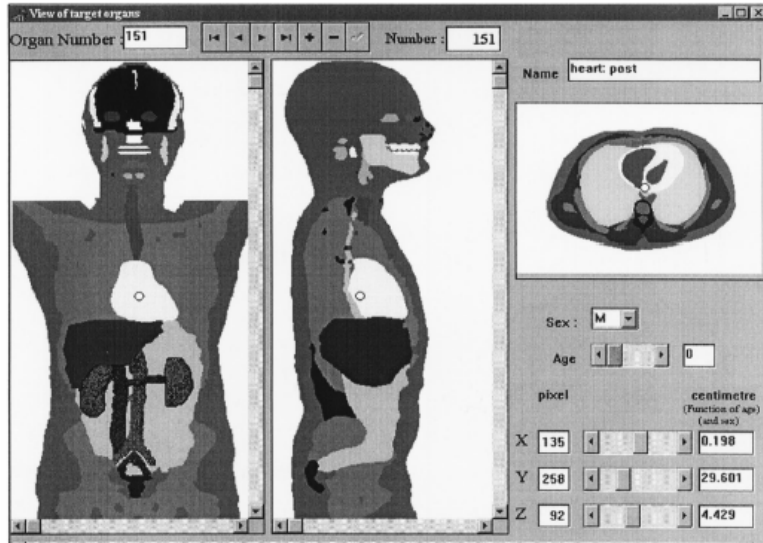 View of target organs
Organ Number : 151
Number : 151
Name heart: post
Sex : M
Age 0
pixel centimetre
(Function of age)
(and sex)
X 135 0.198
Y 258 29.601
Z 92 4.429